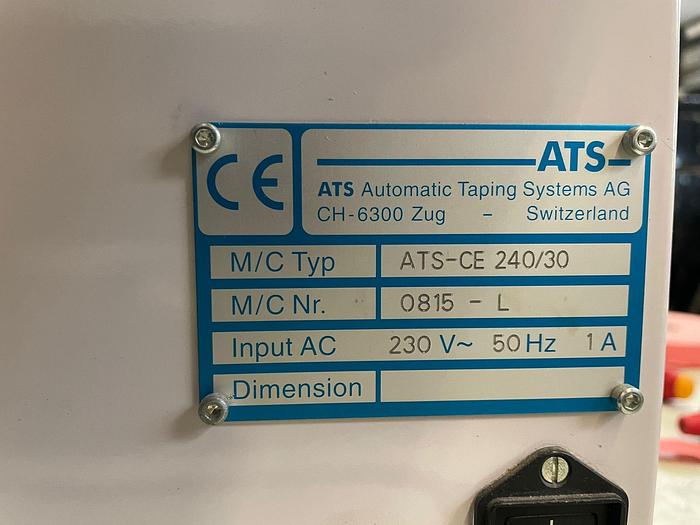 CE
ATS
ATS Automatic Taping Systems AG
CH-6300 Zug – Switzerland
M/C Typ ATS-CE 240/30
M/C Nr. 0815 - L
Input AC 230 V~ 50 Hz 1 A
Dimension